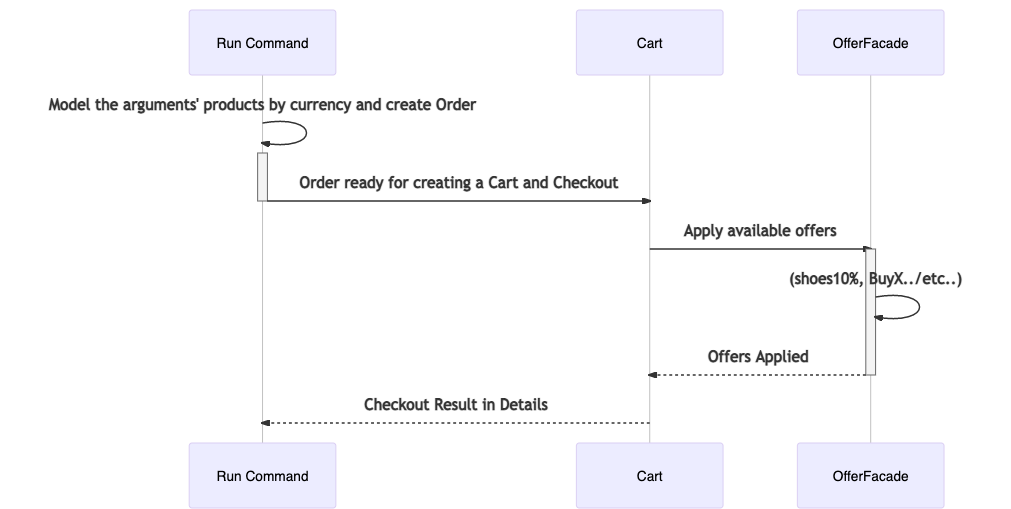 Run Command
Cart
OfferFacade
Model the arguments' products by currency and create Order
Order ready for creating a Cart and Checkout
Apply available offers
(shoes10%, BuyX../etc..)
Offers Applied
Checkout Result in Details
Run Command
Cart
OfferFacade